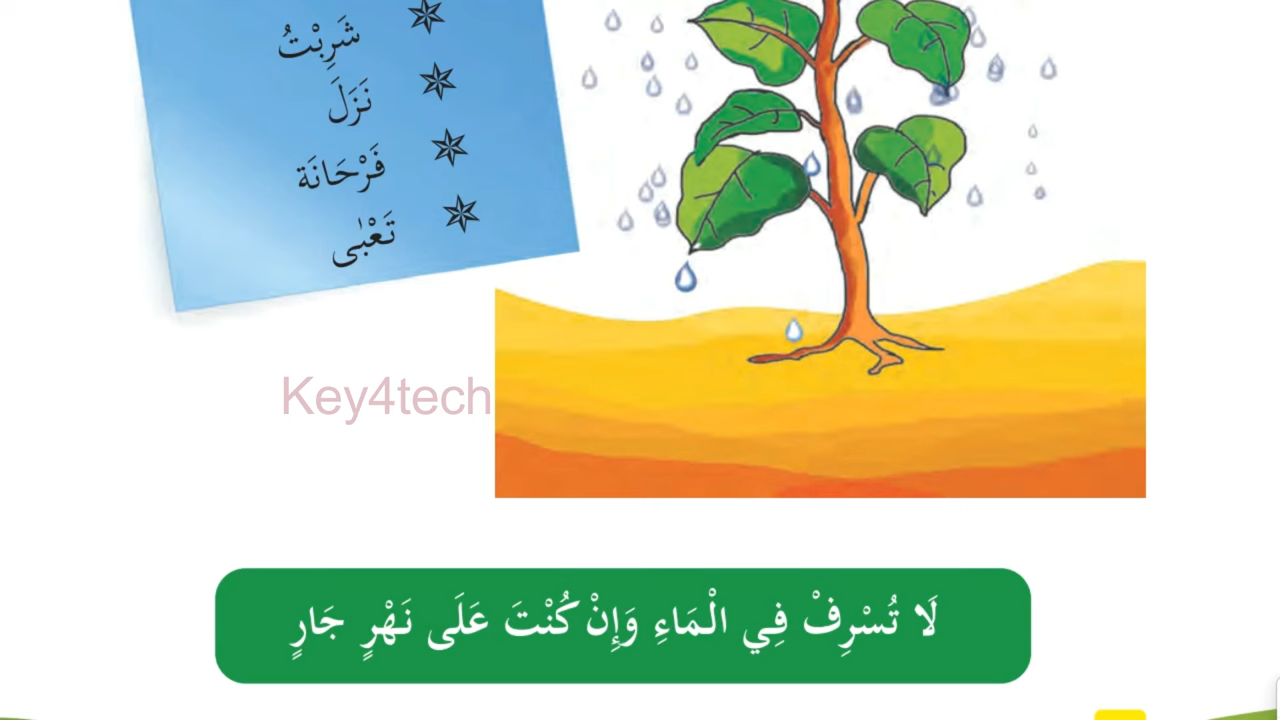 شَرِبْتُ
نَزَلَ
فَرْحَانَة
تَعْبٰى
Key4tech
لَا تُسْرِفْ فِي الْمَاءِ وَإِنْ كُنْتَ عَلَى نَهْرٍ جَارٍ